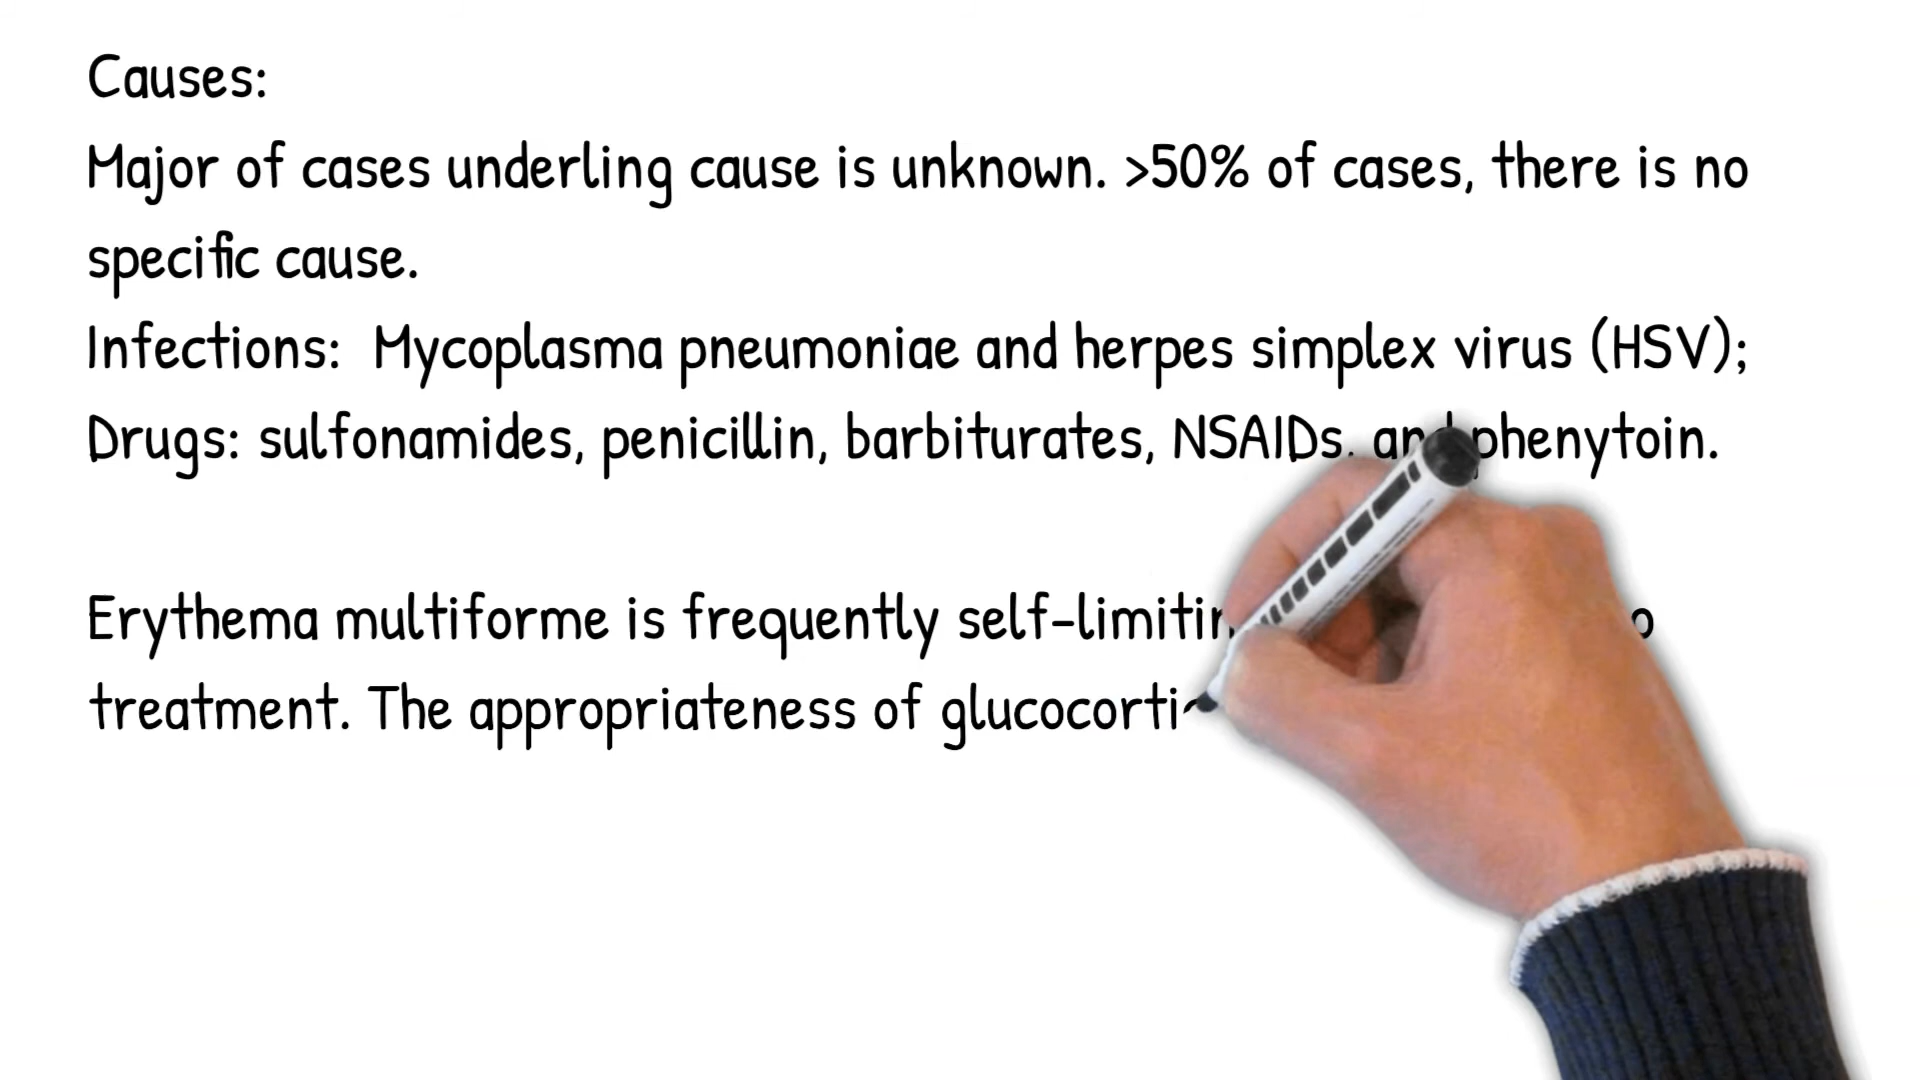 Causes:
Major of cases underling cause is unknown. >50% of cases, there is no
specific cause.
Infections:  Mycoplasma pneumoniae and herpes simplex virus (HSV);
Drugs: sulfonamides, penicillin, barbiturates, NSAIDs, and phenytoin.
Erythema multiforme is frequently self-limitin
treatment. The appropriateness of glucocorti